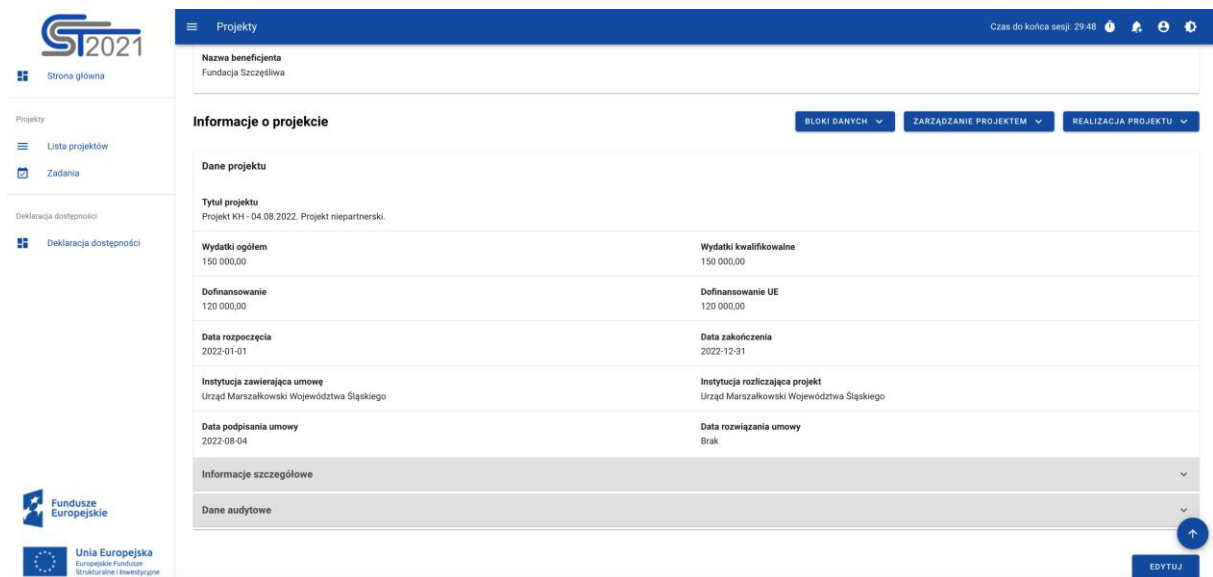 ST2021
Strona główna
Projekty
Lista projektów
Zadania
Deklaracja dostępności
Deklaracja dostępności
Fundusze
Europejskie
Unia Europejska
Europejskie Fundusze
Strukturalne i Inwestycyjne
Projekty
Czas do końca sesji: 29:48
Nazwa beneficjenta
Fundacja Szczęśliwa
Informacje o projekcie
BLOKI DANYCH
ZARZĄDZANIE PROJEKTEM
REALIZACJA PROJEKTU
Dane projektu
Tytuł projektu
Projekt KH - 04.08.2022. Projekt niepartnerski.
Wydatki ogółem
150 000,00
Wydatki kwalifikowalne
150 000,00
Dofinansowanie
120 000,00
Dofinansowanie UE
120 000,00
Data rozpoczęcia
2022-01-01
Data zakończenia
2022-12-31
Instytucja zawierająca umowę
Urząd Marszałkowski Województwa Śląskiego
Instytucja rozliczająca projekt
Urząd Marszałkowski Województwa Śląskiego
Data podpisania umowy
2022-08-04
Data rozwiązania umowy
Brak
Informacje szczegółowe
Dane audytowe
EDYTUJ